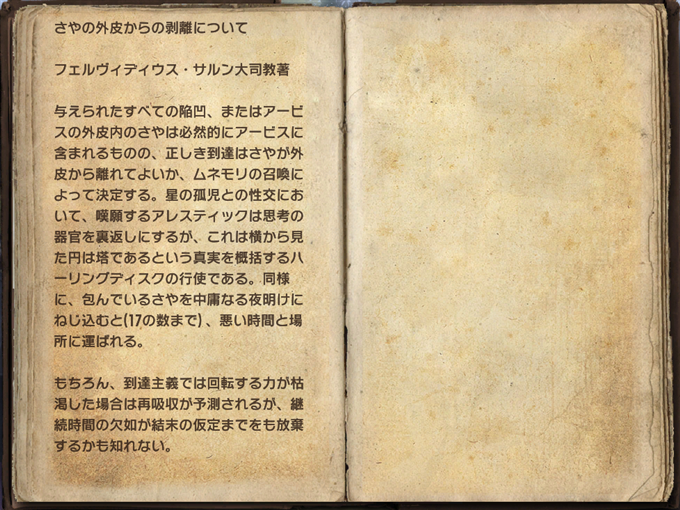 さやの外皮からの剥離について
フェルヴィディウス・サルン大司教著
与えられたすべての陥凹、またはアービ
スの外皮内のさやは必然的にアービスに
含まれるものの、正しき到達はさやが外
皮から離れてよいか、ムネモリの召喚に
よって決定する。星の孤児との性交にお
いて、嘆願するアレスティックは思考の
器官を裏返しにするが、これは横から見
た円は塔であるという真実を概括するハ
ーリングディスクの行使である。同様
に、包んでいるさやを中庸なる夜明けに
ねじ込むと(17の数まで) 、悪い時間と場
所に運ばれる。
もちろん、到達主義では回転する力が枯
渇した場合は再吸収が予測されるが、継
続時間の欠如が結末の仮定までをも放棄
するかも知れない。